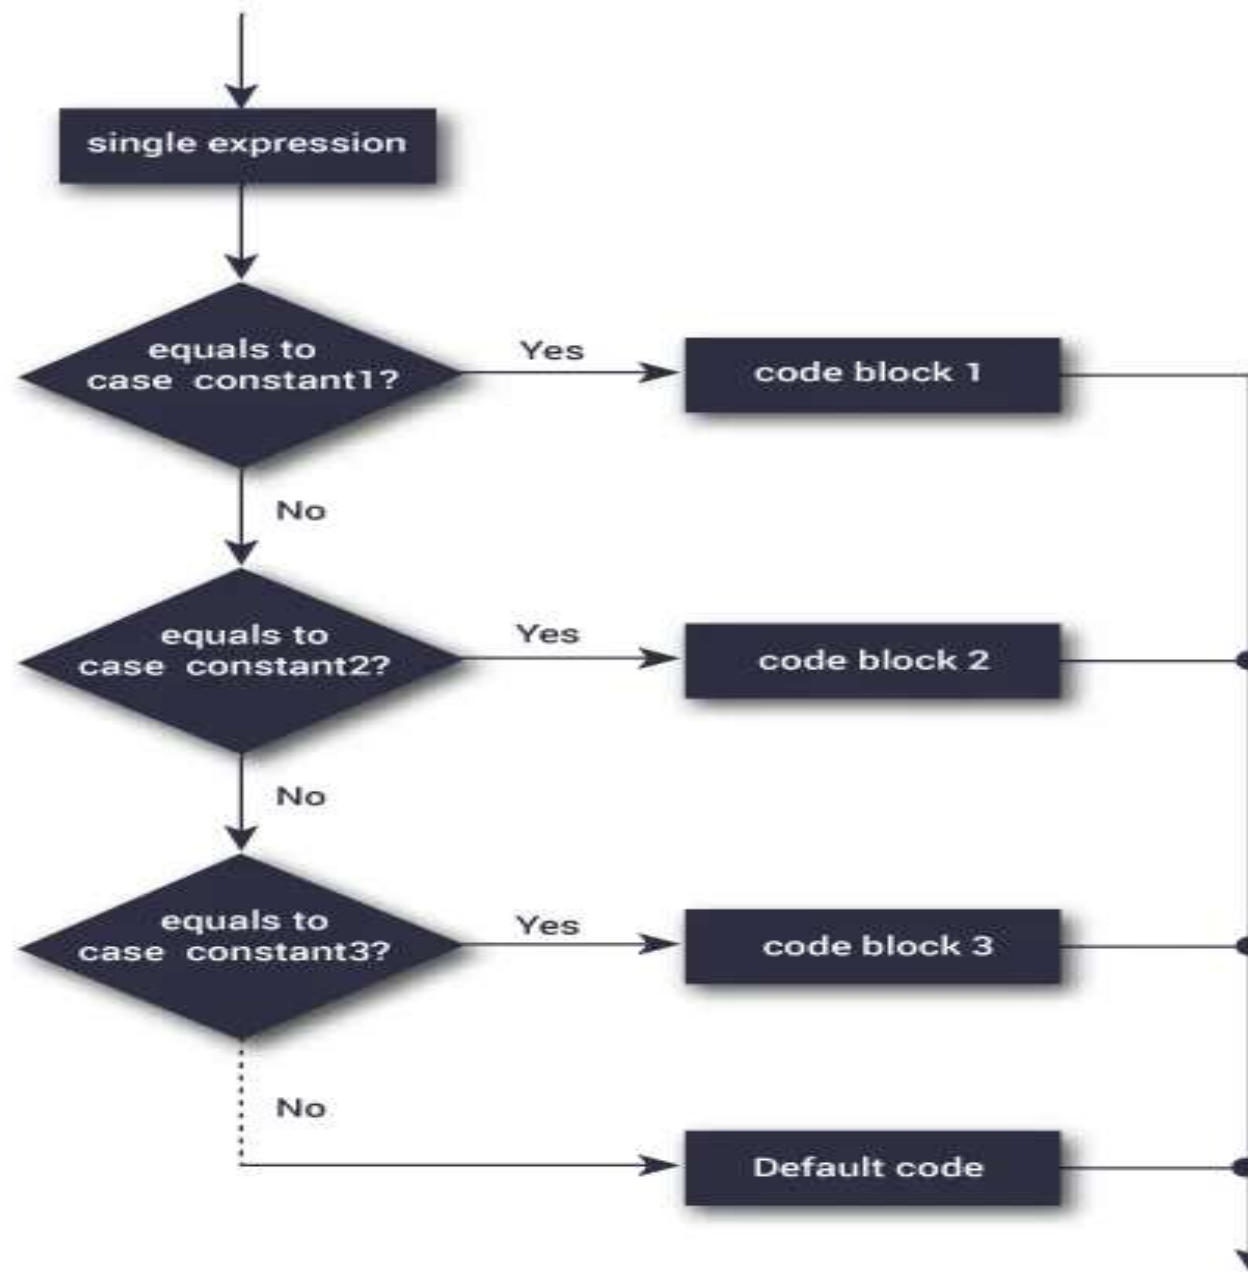 single expression
equals to
case constant1?
Yes
code block 1
No
equals to
case constant2?
Yes
code block 2
No
equals to
case constant3?
Yes
code block 3
No
Default code